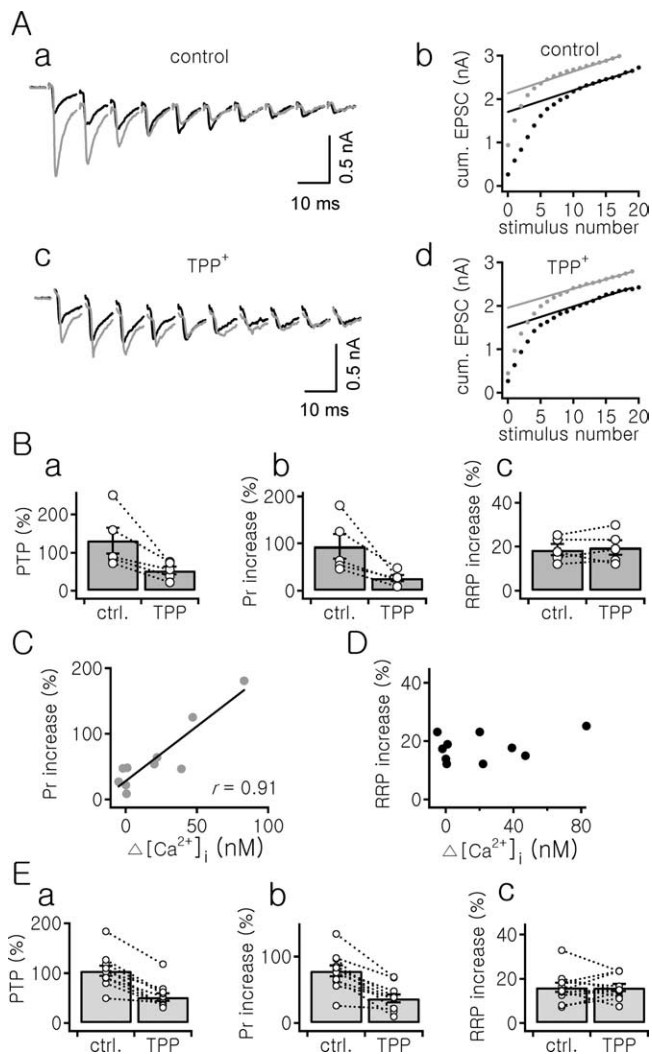 A
a
control
0.5 nA
10 ms
b
control
cum. EPSC (nA)
3
2
1
0
0 5 10 15 20
stimulus number
c
TPP+
0.5 nA
10 ms
d
TPP+
cum. EPSC (nA)
3
2
1
0
0 5 10 15 20
stimulus number
B
a
PTP (%)
200
100
0
ctrl. TPP
b
Pr increase (%)
200
100
0
ctrl. TPP
c
RRP increase (%)
40
20
0
ctrl. TPP
C
Pr increase (%)
200
100
0
r = 0.91
0 50 100
△[Ca2+]i (nM)
D
RRP increase (%)
40
20
0
0 40 80
△[Ca2+]i (nM)
E
a
PTP (%)
200
100
0
ctrl. TPP
b
Pr increase (%)
100
0
ctrl. TPP
c
RRP increase (%)
40
20
0
ctrl. TPP